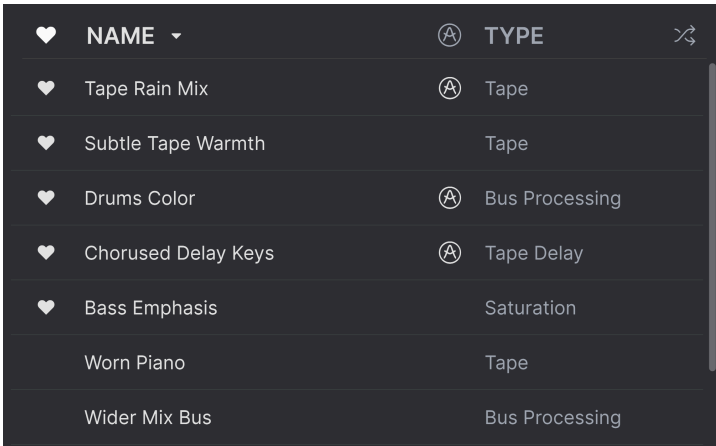 NAME TYPE
Tape Rain Mix Tape
Subtle Tape Warmth Tape
Drums Color Bus Processing
Chorused Delay Keys Tape Delay
Bass Emphasis Saturation
Worn Piano Tape
Wider Mix Bus Bus Processing